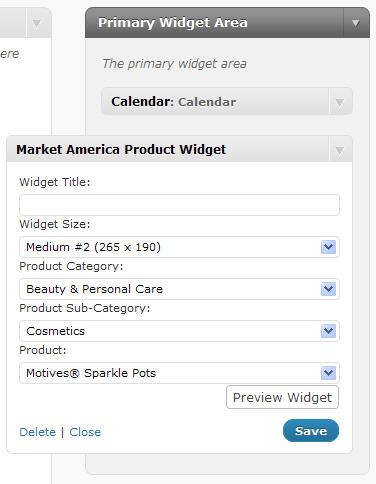 Primary Widget Area
ere
The primary widget area
Calendar: Calendar
Market America Product Widget
Widget Title:
Widget Size:
Medium #2 (265 x 190)
Product Category:
Beauty & Personal Care
Product Sub-Category:
Cosmetics
Product:
Motives® Sparkle Pots
Preview Widget
Delete | Close
Save